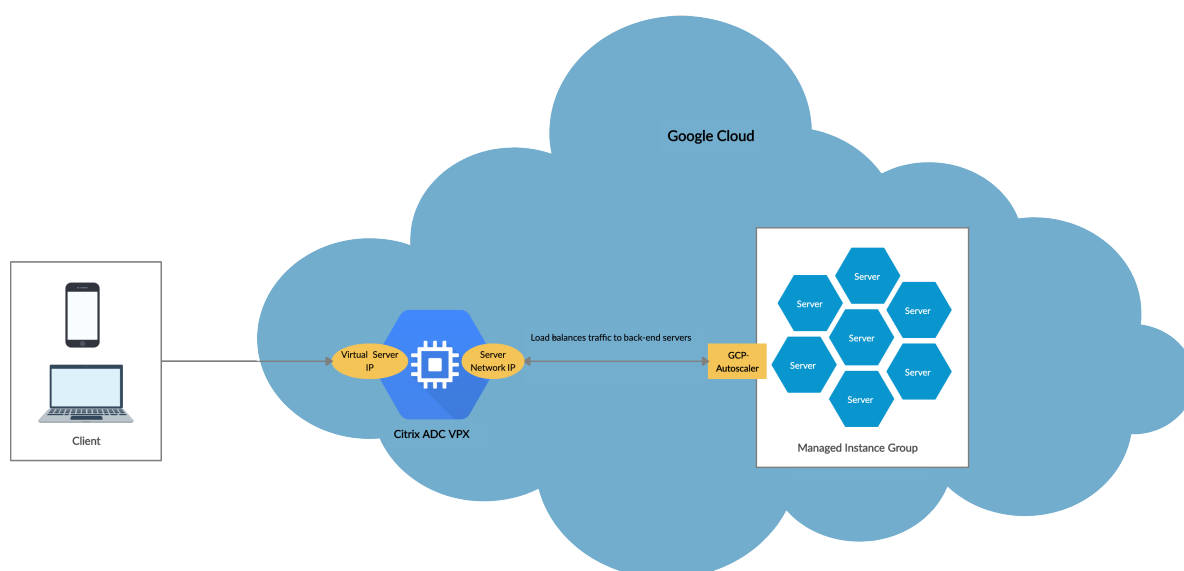 Google Cloud
Client
Virtual Server
IP
Server
Network IP
Citrix ADC VPX
Load balances traffic to back-end servers
GCP-
Autoscaler
Server
Server
Server
Server
Server
Server
Server
Managed Instance Group